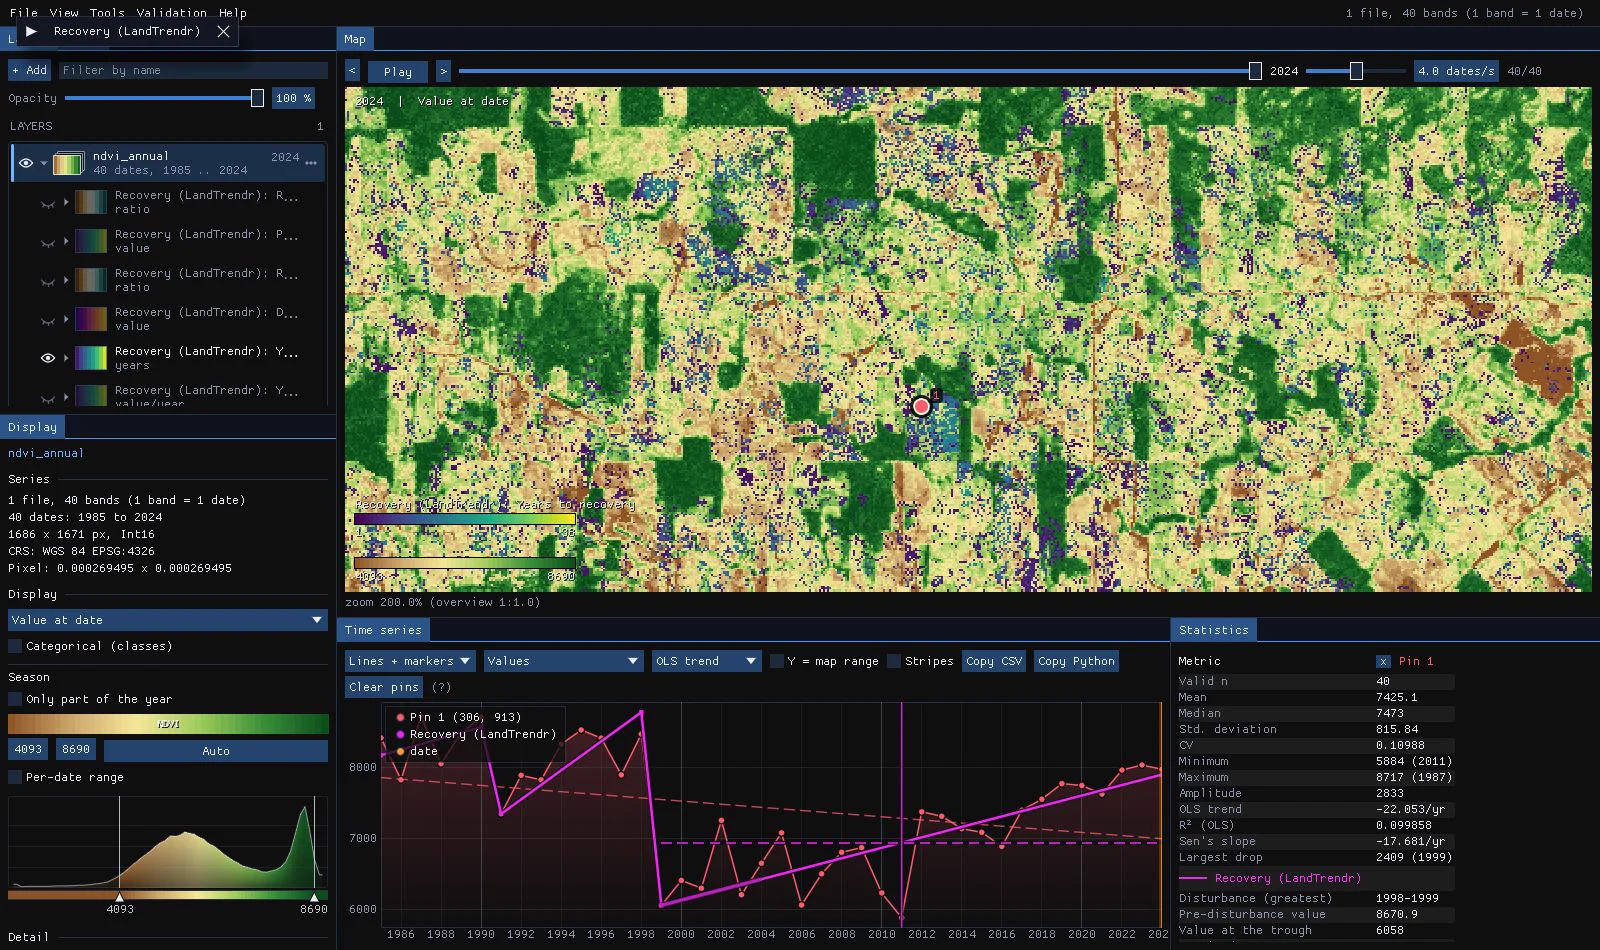 File View Tools Validation Help
1 file, 40 bands (1 band = 1 date)
Recovery (LandTrendr)
Map
+ Add
Filter by name
Opacity
100 %
LAYERS
1
ndvi_annual
2024
40 dates, 1985 .. 2024
Recovery (LandTrendr): R...
ratio
Recovery (LandTrendr): P...
value
Recovery (LandTrendr): R...
ratio
Recovery (LandTrendr): D...
value
Recovery (LandTrendr): Y...
years
Recovery (LandTrendr): Y...
value/year
Display
ndvi_annual
Series
1 file, 40 bands (1 band = 1 date)
40 dates: 1985 to 2024
1686 x 1671 px, Int16
CRS: WGS 84 EPSG:4326
Pixel: 0.000269495 x 0.000269495
Display
Value at date
Categorical (classes)
Season
Only part of the year
NDVI
4093
8690
Auto
Per-date range
4093
8690
Detail
<
Play
>
2024
4.0 dates/s
40/40
2024 | Value at date
1
Recovery (LandTrendr): Years to recovery
1
38
4093
8690
zoom 200.0% (overview 1:1.0)
Time series
Lines + markers
Values
OLS trend
Y = map range
Stripes
Copy CSV
Copy Python
Clear pins
(?)
Pin 1 (306, 913)
Recovery (LandTrendr)
date
8000
7000
6000
1986 1988 1990 1992 1994 1996 1998 2000 2002 2004 2006 2008 2010 2012 2014 2016 2018 2020 2022 202
Statistics
Metric
x Pin 1
Valid n 40
Mean 7425.1
Median 7473
Std. deviation 815.84
CV 0.10988
Minimum 5884 (2011)
Maximum 8717 (1987)
Amplitude 2833
OLS trend -22.053/yr
R² (OLS) 0.099858
Sen's slope -17.681/yr
Largest drop 2409 (1999)
Recovery (LandTrendr)
Disturbance (greatest) 1998-1999
Pre-disturbance value 8670.9
Value at the trough 6058